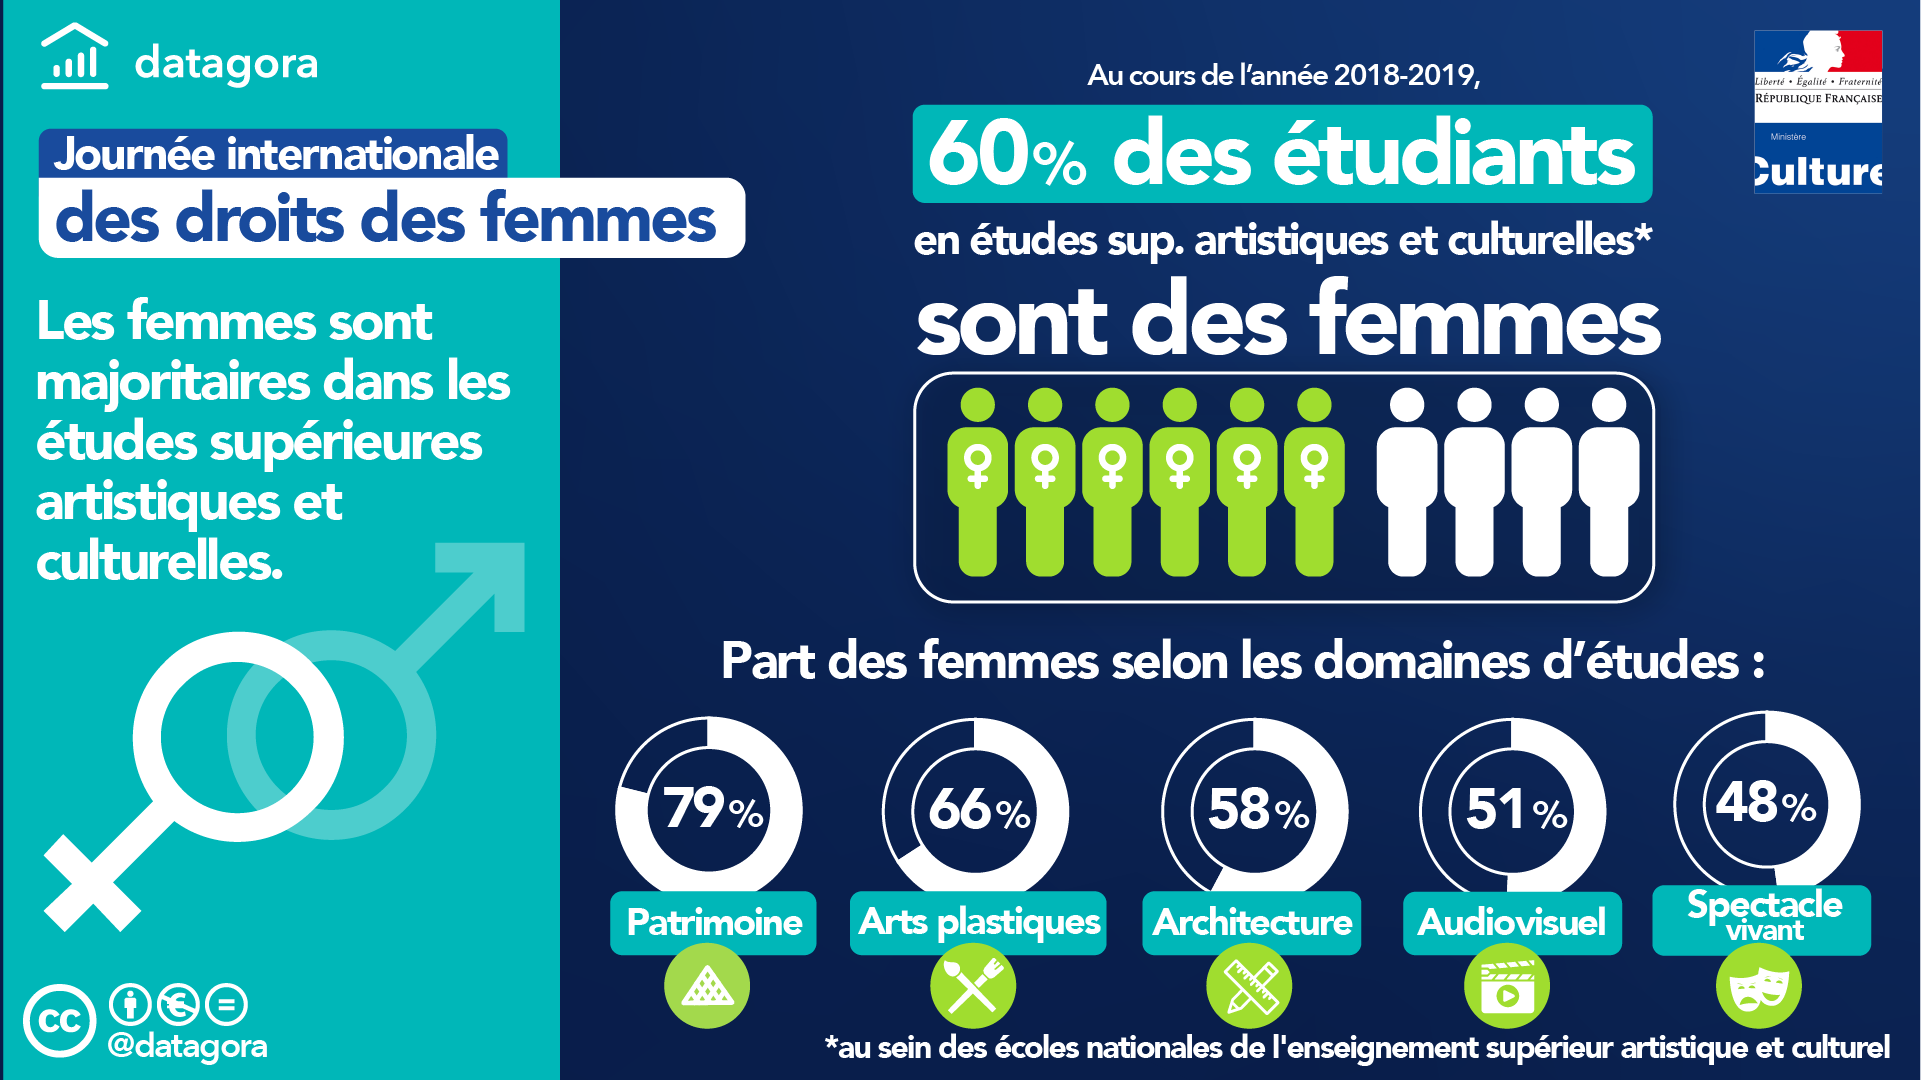 datagora
Journée internationale
des droits des femmes
Les femmes sont
majoritaires dans les
études supérieures
artistiques et
culturelles.
cc
@datagora
Au cours de l’année 2018-2019,
60% des étudiants
en études sup. artistiques et culturelles*
sont des femmes
Liberté • Égalité • Fraternité
RÉPUBLIQUE FRANÇAISE
Ministère
Culture
Part des femmes selon les domaines d’études :
79%
66%
58%
51%
48%
Patrimoine
Arts plastiques
Architecture
Audiovisuel
Spectacle
vivant
*au sein des écoles nationales de l'enseignement supérieur artistique et culturel